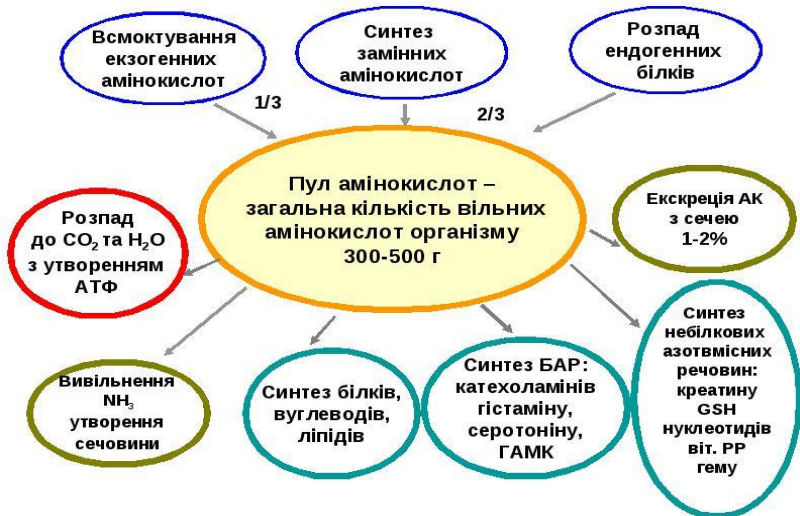 Всмоктування
екзогенних
амінокислот
Синтез
замінних
амінокислот
Розпад
ендогенних
білків
1/3
2/3
Пул амінокислот –
загальна кількість вільних
амінокислот організму
300-500 г
Розпад
до CO₂ та H₂O
з утворенням
АТФ
Екскреція АК
з сечею
1-2%
Вивільнення
NH₃
утворення
сечовини
Синтез білків,
вуглеводів,
ліпідів
Синтез БАР:
катехоламінів
гістаміну,
серотоніну,
ГАМК
Синтез
небілкових
азотвмісних
речовин:
креатину
GSH
нуклеотидів
віт. РР
гему